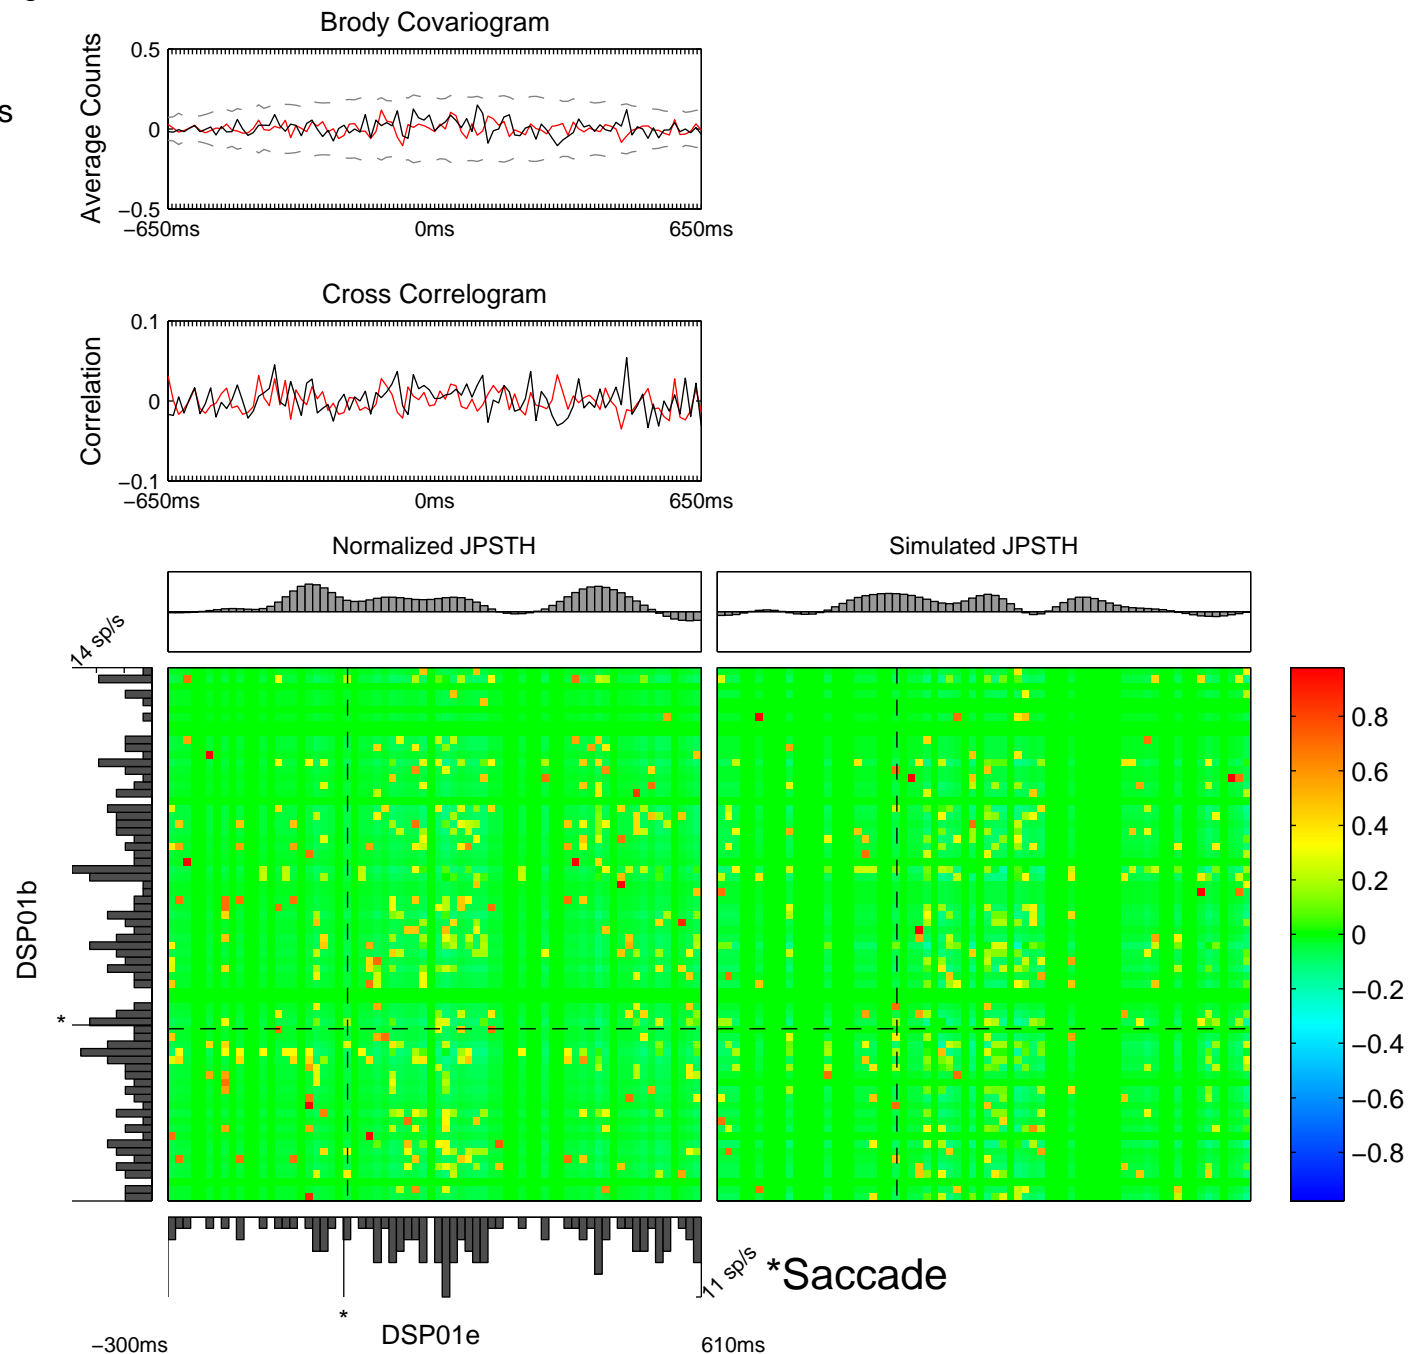 Brody Covariogram
0.5
0
−0.5
Average Counts
−650ms
0ms
650ms
s
Cross Correlogram
0.1
0
−0.1
Correlation
−650ms
0ms
650ms
Normalized JPSTH
Simulated JPSTH
14 sp/s
DSP01b
*
0.8
0.6
0.4
0.2
0
−0.2
−0.4
−0.6
−0.8
11 sp/s
*Saccade
*
DSP01e
−300ms
610ms